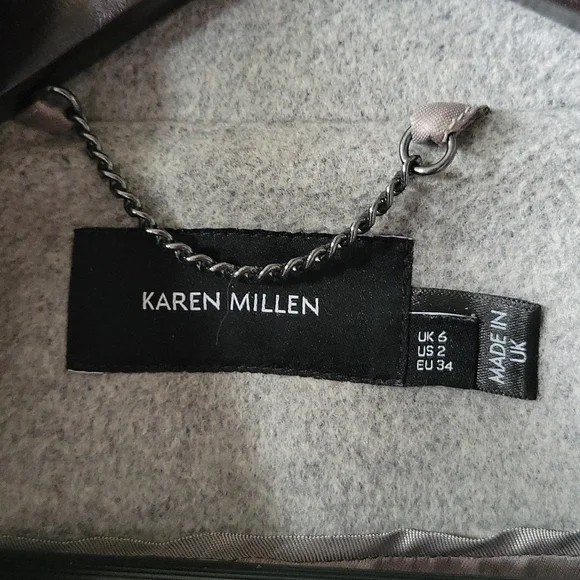 KAREN MILLEN
UK 6
US 2
EU 34
MADE IN
UK